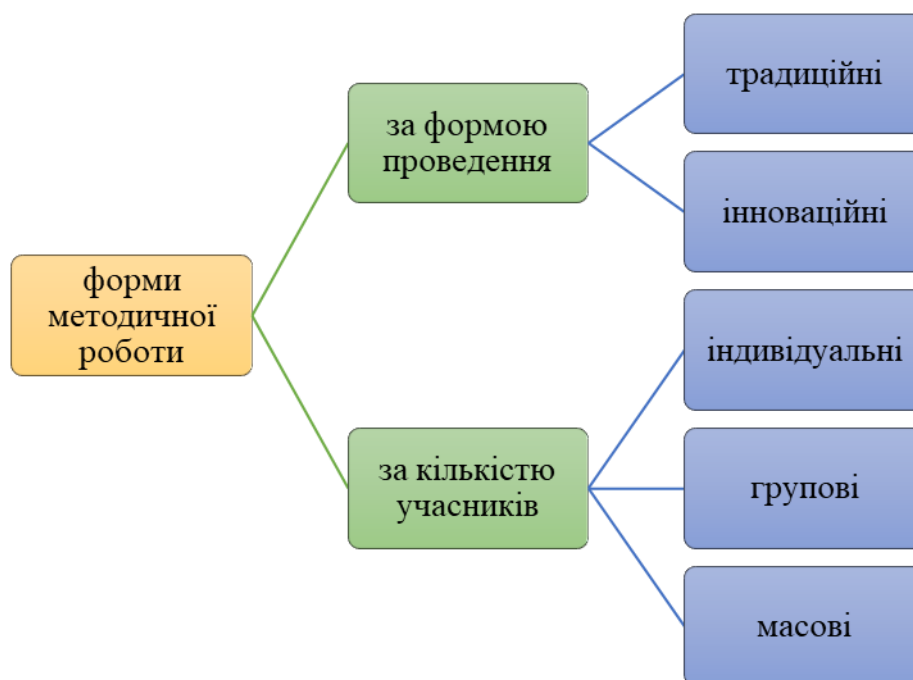 форми
методичної
роботи
за формою
проведення
традиційні
інноваційні
за кількістю
учасників
індивідуальні
групові
масові